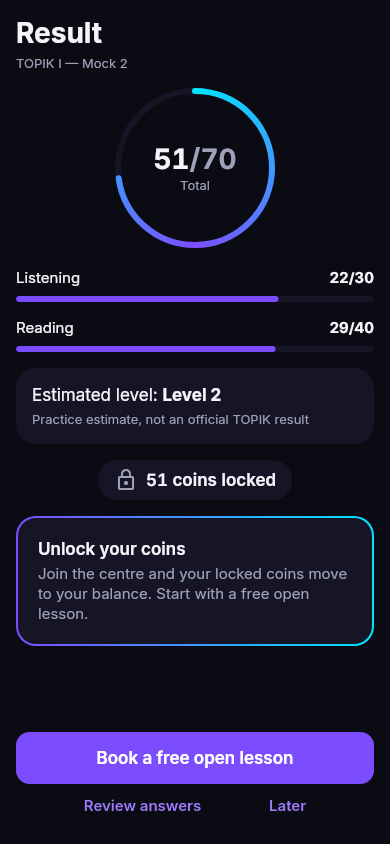 Result
TOPIK I — Mock 2
51/70
Total
Listening 22/30
Reading 29/40
Estimated level: Level 2
Practice estimate, not an official TOPIK result
51 coins locked
Unlock your coins
Join the centre and your locked coins move
to your balance. Start with a free open
lesson.
Book a free open lesson
Review answers Later